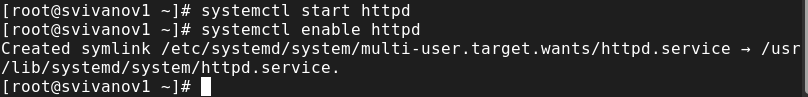 [root@svivanov1 ~]# systemctl start httpd
[root@svivanov1 ~]# systemctl enable httpd
Created symlink /etc/systemd/system/multi-user.target.wants/httpd.service → /usr
/lib/systemd/system/httpd.service.
[root@svivanov1 ~]#